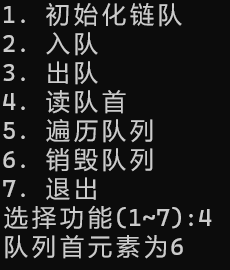 1. 初始化链队
2. 入队
3. 出队
4. 读队首
5. 遍历队列
6. 销毁队列
7. 退出
选择功能(1~7):4
队列首元素为6